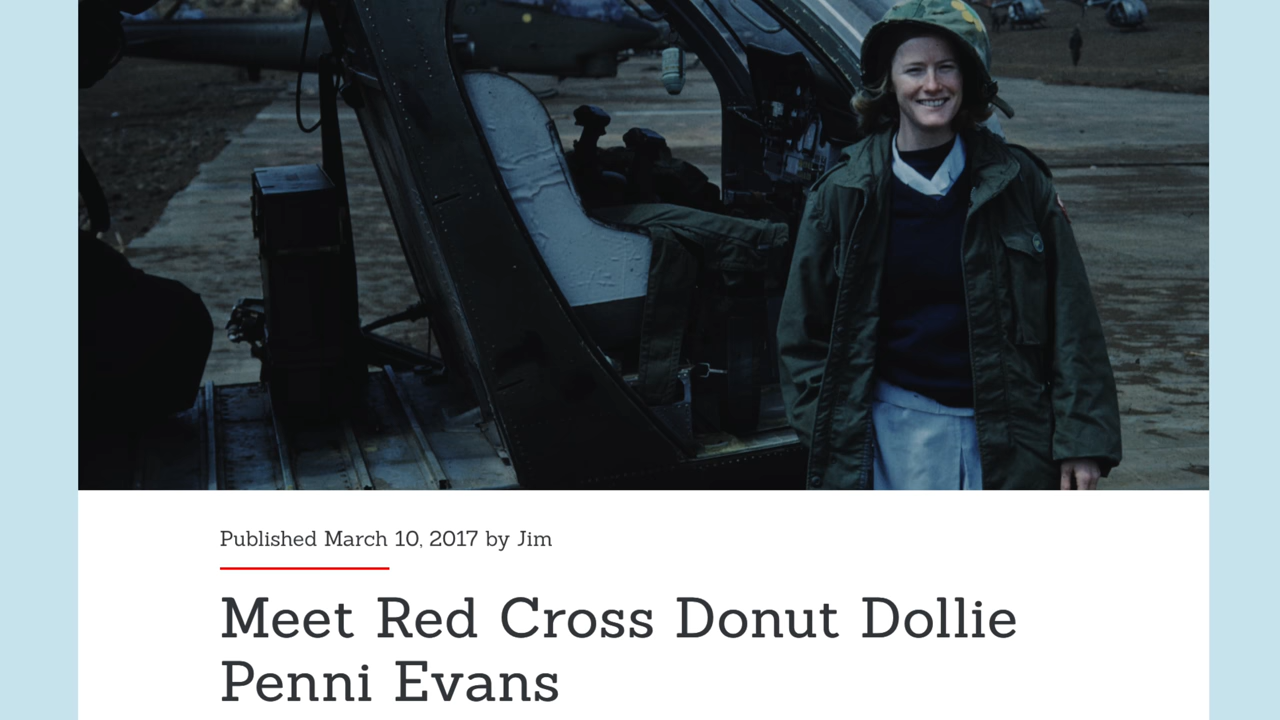 Published March 10, 2017 by Jim
Meet Red Cross Donut Dollie
Penni Evans